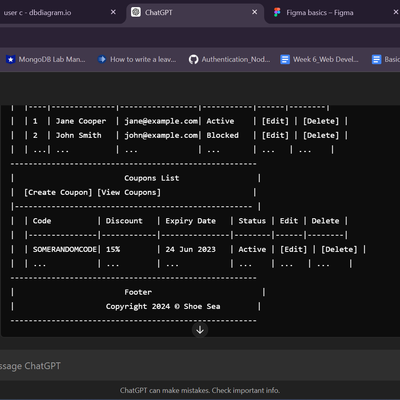 user c - dbdiagram.io
ChatGPT
Figma basics – Figma
MongoDB Lab Man...
How to write a leav...
Authentication_Nod...
Week 6_Web Devel...
Basic
| |----|---------------|--------------------|----------|------|--------|
| | 1 | Jane Cooper | jane@example.com| Active | [Edit] | [Delete] |
| | 2 | John Smith | john@example.com| Blocked | [Edit] | [Delete] |
| | ...| ... | ... | ... | ... | ... |
----------------------------------------------------
| Coupons List |
| [Create Coupon] [View Coupons] |
|--------------------------------------------------- |
| | Code | Discount | Expiry Date | Status | Edit | Delete |
| |--------------|------------|----------------|--------|------|--------|
| | SOMERANDOMCODE| 15% | 24 Jun 2023 | Active | [Edit] | [Delete] |
| | ... | ... | ... | ... | ... | ... |
----------------------------------------------------
| Footer |
| Copyright 2024 © Shoe Sea |
----------------------------------------------------
ssage ChatGPT
ChatGPT can make mistakes. Check important info.